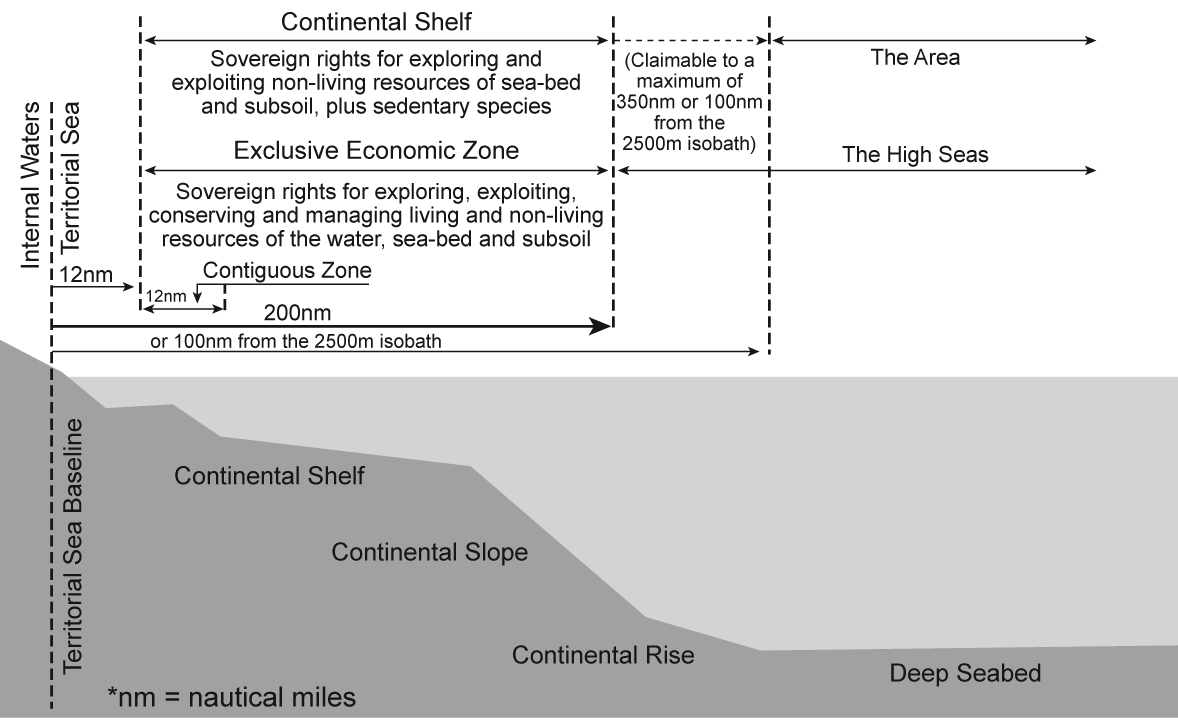 Continental Shelf
Sovereign rights for exploring and
exploiting non-living resources of sea-bed
and subsoil, plus sedentary species
(Claimable to a
maximum of
350nm or 100nm
from the
2500m isobath)
The Area
Exclusive Economic Zone
The High Seas
Sovereign rights for exploring, exploiting,
conserving and managing living and non-living
resources of the water, sea-bed and subsoil
Internal Waters
Territorial Sea
12nm
Contiguous Zone
12nm
200nm
or 100nm from the 2500m isobath
Territorial Sea Baseline
Continental Shelf
Continental Slope
Continental Rise
Deep Seabed
*nm = nautical miles